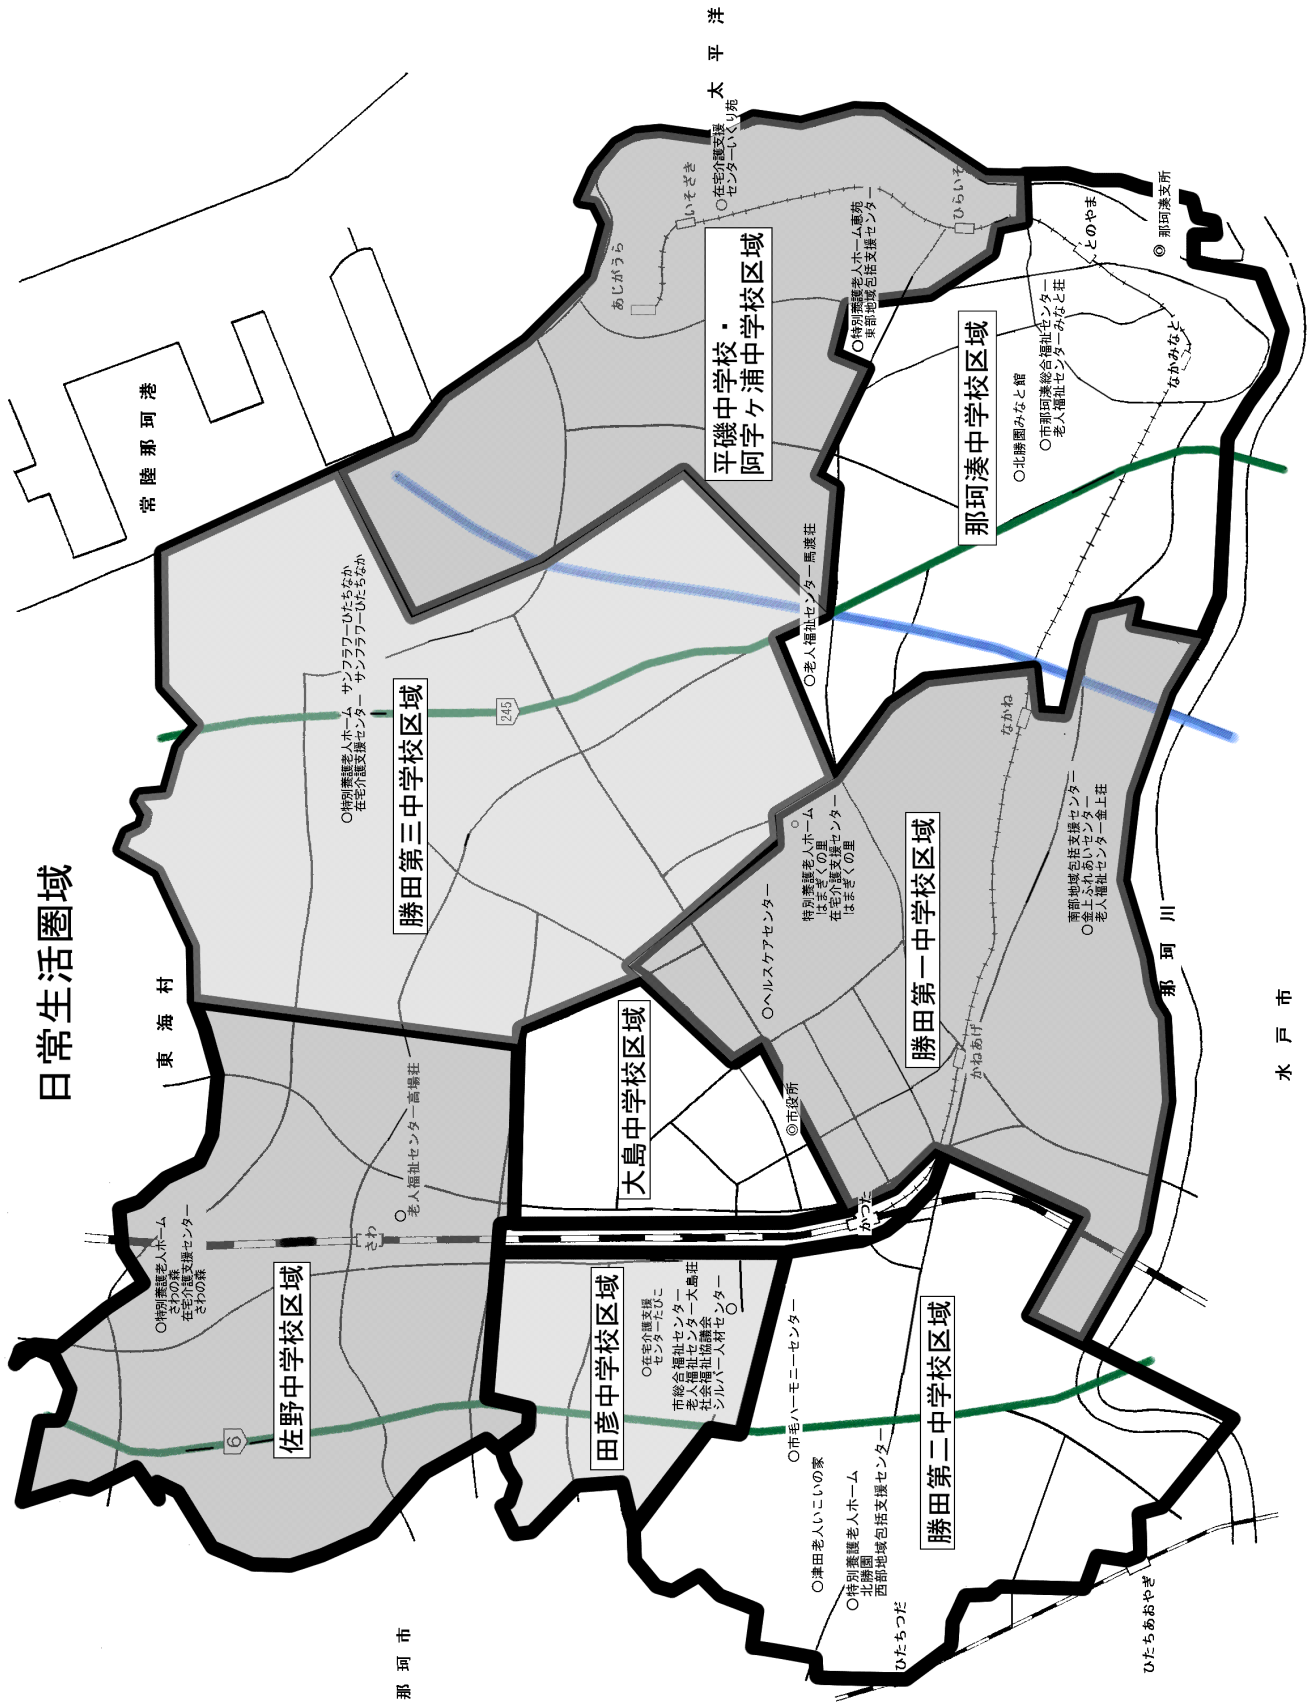 日常生活圏域
東海村
常陸那珂港
太平洋
那珂市
水戸市
那珂川
○特別養護老人ホーム
さわの森
在宅介護支援センター
さわの森
さわ
6
佐野中学校区域
○
老人福祉センター高場荘
○特別養護老人ホーム サンフラワーひたちなか
在宅介護支援センター サンフラワーひたちなか
245
勝田第三中学校区域
あじがうら
いそざき
○在宅介護支援
センターいくり苑
平磯中学校・
阿字ヶ浦中学校区域
ひらいそ
○特別養護老人ホーム恵苑
東部地域包括支援センター
田彦中学校区域
○在宅介護支援
センターたびこ
市総合福祉センター
老人福祉センター大島荘
社会福祉協議会
シルバー人材センター
○
大島中学校区域
◎市役所
かつた
○ヘルスケアセンター
○
特別養護老人ホーム
はまぎくの里
在宅介護支援センター
はまぎくの里
勝田第一中学校区域
かねあげ
なかね
南部地域包括支援センター
○金上ふれあいセンター
老人福祉センター金上荘
○老人福祉センター馬渡荘
那珂湊中学校区域
○北勝園みなと館
○市那珂湊総合福祉センター
老人福祉センターみなと荘
とのやま
なかみなと
◎ 那珂湊支所
○市毛ハーモニーセンター
○津田老人いこいの家
○特別養護老人ホーム
北勝園
西部地域包括支援センター
勝田第二中学校区域
ひたちつだ
ひたちあおやぎ